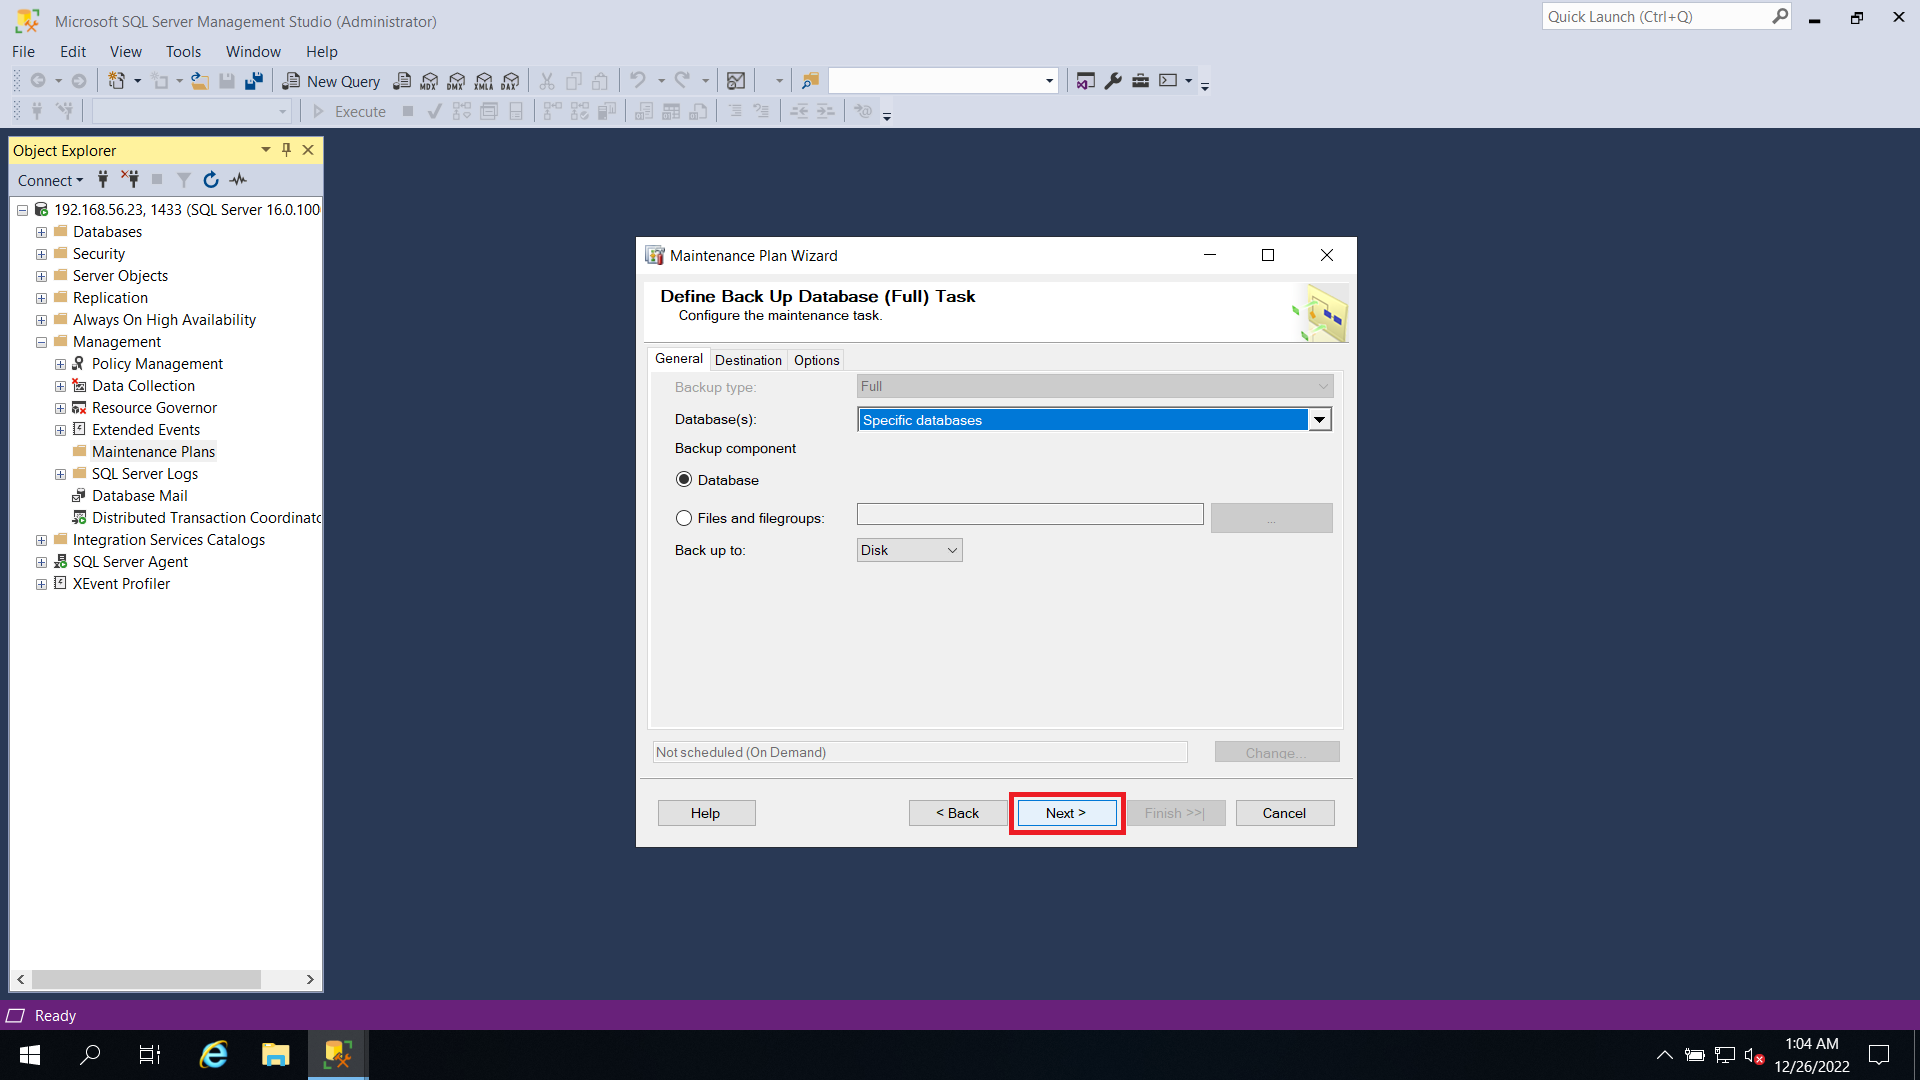 Microsoft SQL Server Management Studio (Administrator)
Quick Launch (Ctrl+Q)
File Edit View Tools Window Help
New Query MDX DMX XMLA DAX
Execute
Object Explorer
Connect
192.168.56.23, 1433 (SQL Server 16.0.100
Databases
Security
Server Objects
Replication
Always On High Availability
Management
Policy Management
Data Collection
Resource Governor
Extended Events
Maintenance Plans
SQL Server Logs
Database Mail
Distributed Transaction Coordinato
Integration Services Catalogs
SQL Server Agent
XEvent Profiler
Maintenance Plan Wizard
Define Back Up Database (Full) Task
Configure the maintenance task.
General Destination Options
Backup type: Full
Database(s): Specific databases
Backup component
Database
Files and filegroups: ...
Back up to: Disk
Not scheduled (On Demand) Change...
Help < Back Next > Finish >>| Cancel
Ready
1:04 AM
12/26/2022